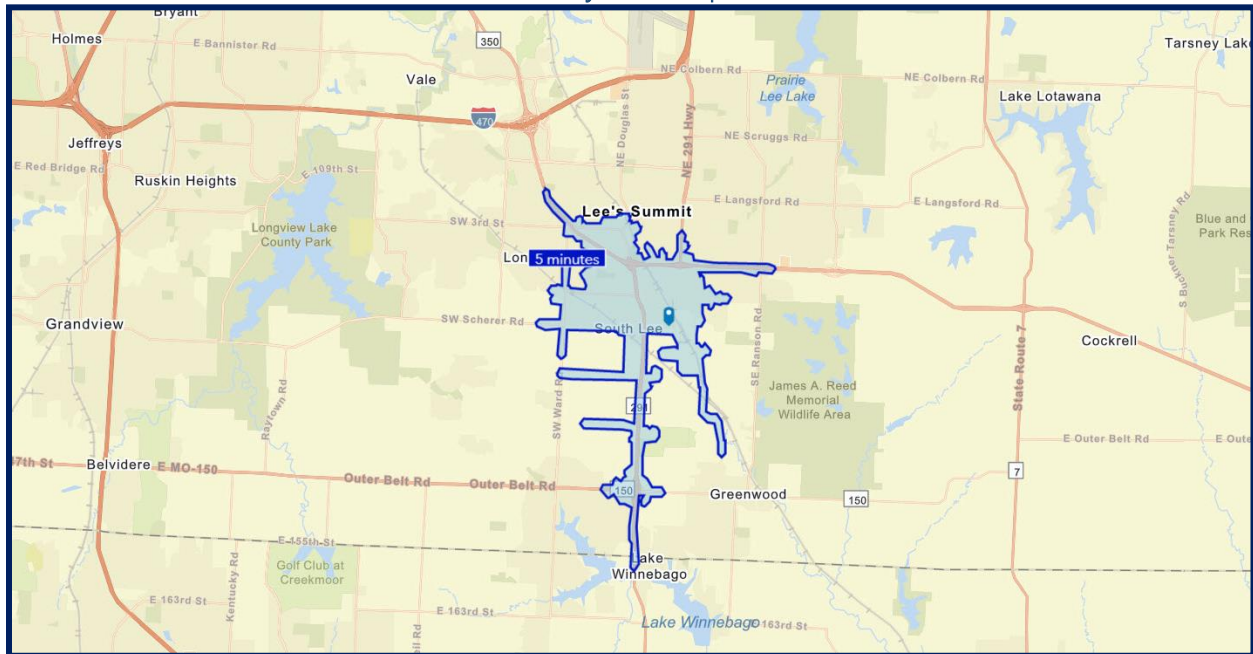 Bryant
Holmes
E Bannister Rd
350
Tarsney Lake
Vale
NE Colbern Rd
NE Colbern Rd
Prairie
Lee Lake
Lake Lotawana
470
NE Douglas St
NE 291 Hwy
Jeffreys
NE Scruggs Rd
E Red Bridge Rd
E 109th St
Ruskin Heights
E Langsford Rd
E Langsford Rd
Lee's Summit
SW 3rd St
Longview Lake
County Park
Blue and
Park Res
S Buckner Tarsney Rd
Lon
5 minutes
Grandview
SW Scherer Rd
South Lee
State Route 7
Cockrell
SE Ranson Rd
James A. Reed
Memorial
Wildlife Area
SW Ward R
Raytown Rd
291
E Outer Belt Rd
E Oute
47th St
Belvidere
E MO-150
Outer Belt Rd
Outer Belt Rd
150
Greenwood
150
7
E 155th St
Golf Club at
Creekmoor
Kentucky Rd
Lake
Winnebago
E 163rd St
E 163rd St
Lake Winnebago
E 163rd St